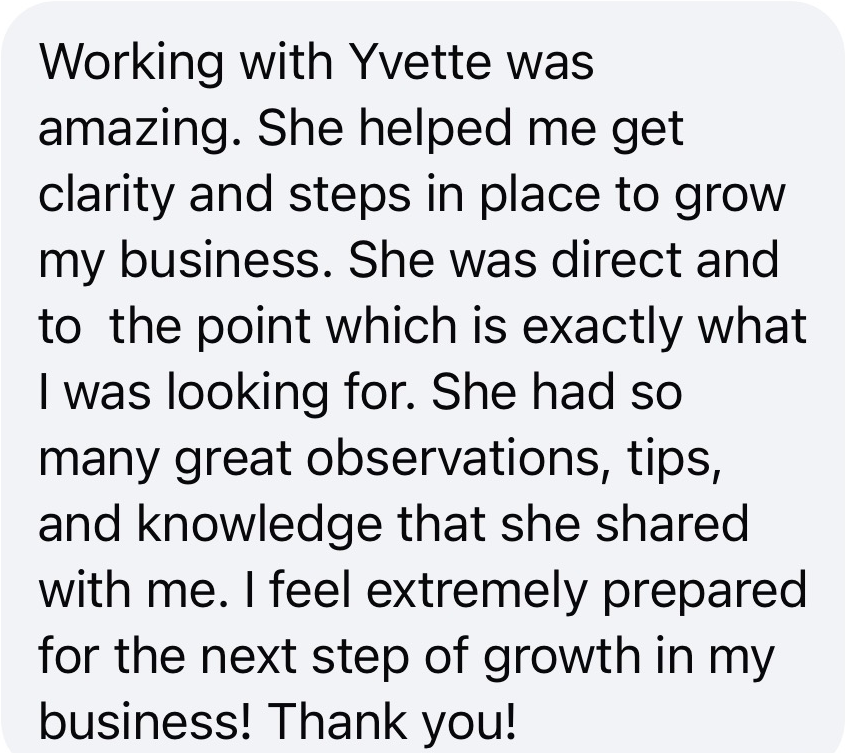 Working with Yvette was
amazing. She helped me get
clarity and steps in place to grow
my business. She was direct and
to  the point which is exactly what
I was looking for. She had so
many great observations, tips,
and knowledge that she shared
with me. I feel extremely prepared
for the next step of growth in my
business! Thank you!